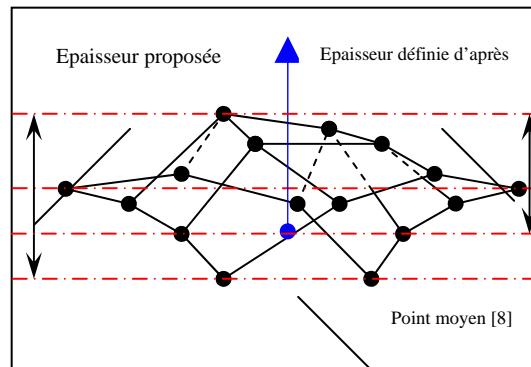 Epaisseur proposée
Epaisseur définie d’après
Point moyen [8]